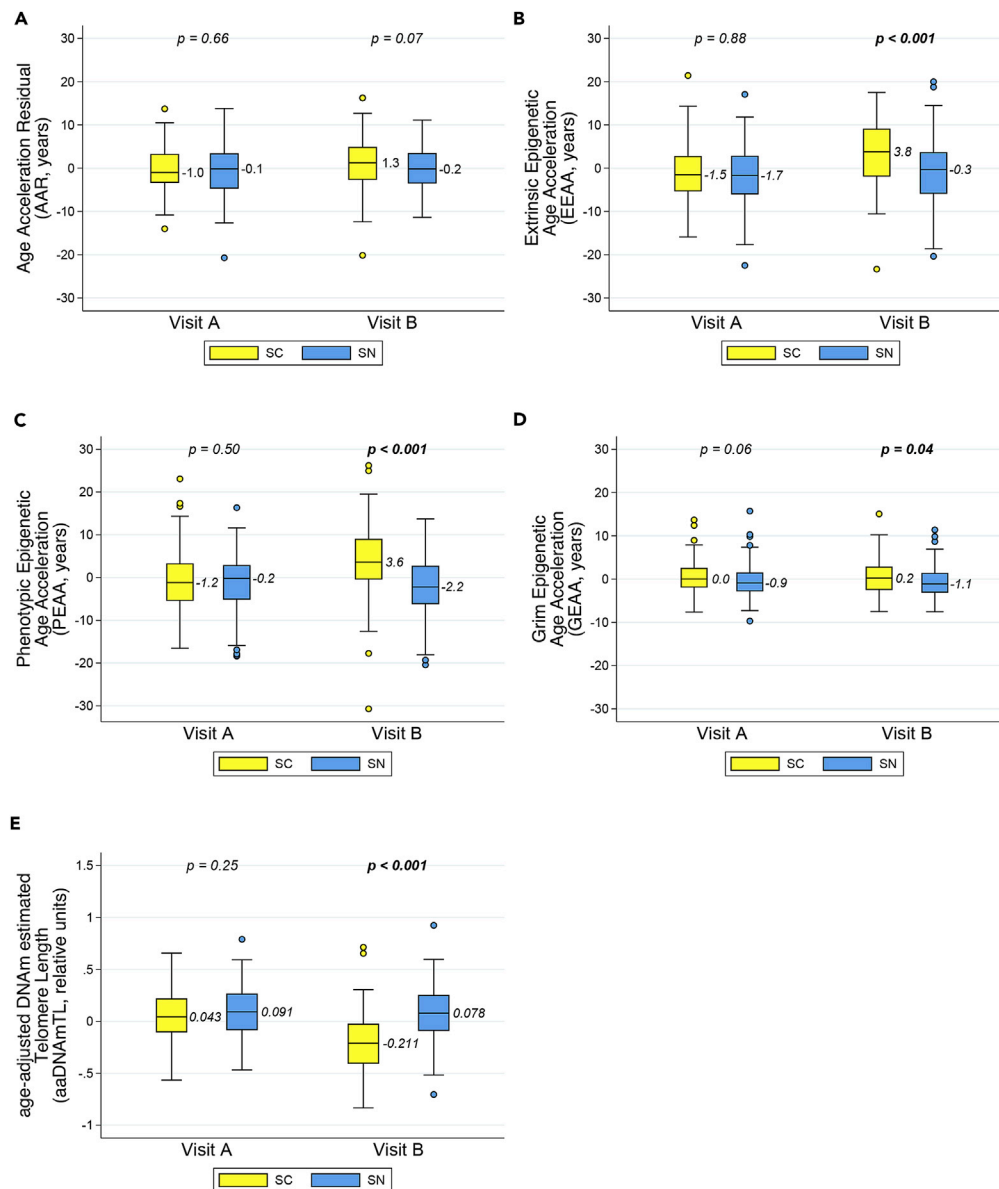 A
p = 0.66
p = 0.07
30
20
10
0
-10
-20
-30
Age Acceleration Residual
(AAR, years)
-1.0
-0.1
1.3
-0.2
Visit A
Visit B
SC
SN
B
p = 0.88
p < 0.001
30
20
10
0
-10
-20
-30
Extrinsic Epigenetic
Age Acceleration
(EEAA, years)
-1.5
-1.7
3.8
-0.3
Visit A
Visit B
SC
SN
C
p = 0.50
p < 0.001
30
20
10
0
-10
-20
-30
Phenotypic Epigenetic
Age Acceleration
(PEAA, years)
-1.2
-0.2
3.6
-2.2
Visit A
Visit B
SC
SN
D
p = 0.06
p = 0.04
30
20
10
0
-10
-20
-30
Grim Epigenetic
Age Acceleration
(GEAA, years)
0.0
-0.9
0.2
-1.1
Visit A
Visit B
SC
SN
E
p = 0.25
p < 0.001
1.5
1
.5
0
-.5
-1
age-adjusted DNAm estimated
Telomere Length
(aaDNAmTL, relative units)
0.043
0.091
-0.211
0.078
Visit A
Visit B
SC
SN